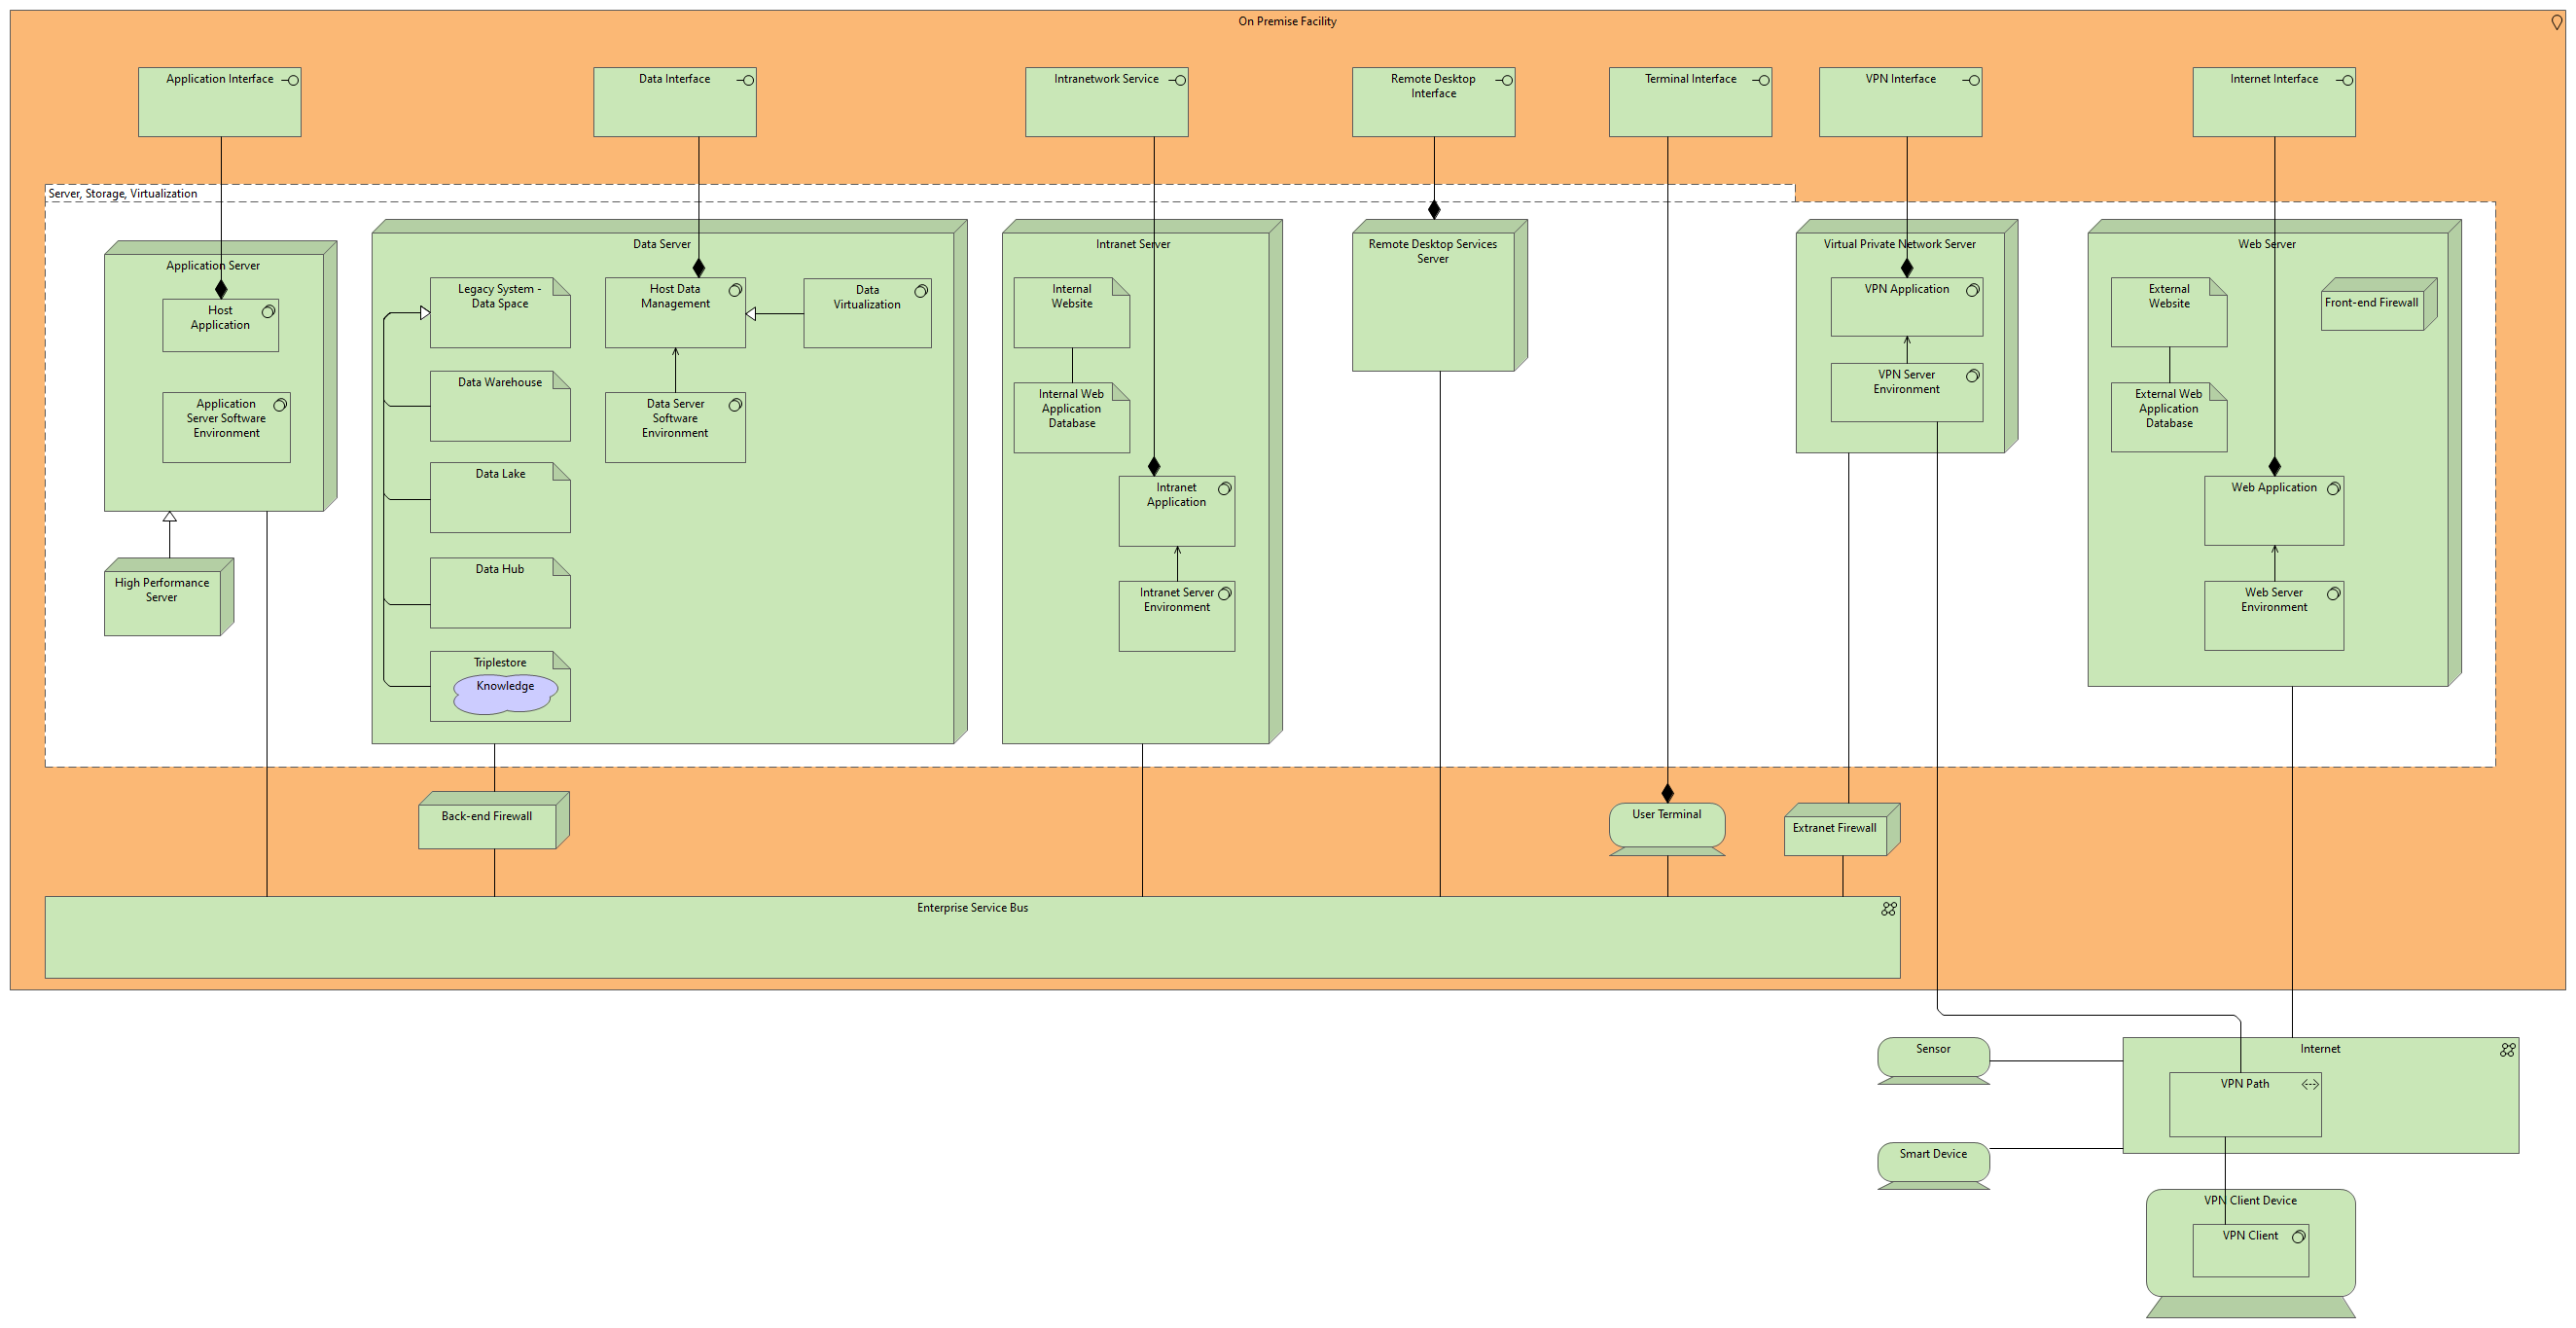 On Premise Facility
Application Interface
Data Interface
Intranetwork Service
Remote Desktop
Interface
Terminal Interface
VPN Interface
Internet Interface
Server, Storage, Virtualization
Application Server
Host
Application
Application
Server Software
Environment
High Performance
Server
Data Server
Legacy System -
Data Space
Host Data
Management
Data
Virtualization
Data Warehouse
Data Server
Software
Environment
Data Lake
Data Hub
Triplestore
Knowledge
Intranet Server
Internal
Website
Internal Web
Application
Database
Intranet
Application
Intranet Server
Environment
Remote Desktop Services
Server
Virtual Private Network Server
VPN Application
VPN Server
Environment
Web Server
External
Website
Front-end Firewall
External Web
Application
Database
Web Application
Web Server
Environment
Back-end Firewall
User Terminal
Extranet Firewall
Enterprise Service Bus
Sensor
Internet
VPN Path
Smart Device
VPN Client Device
VPN Client